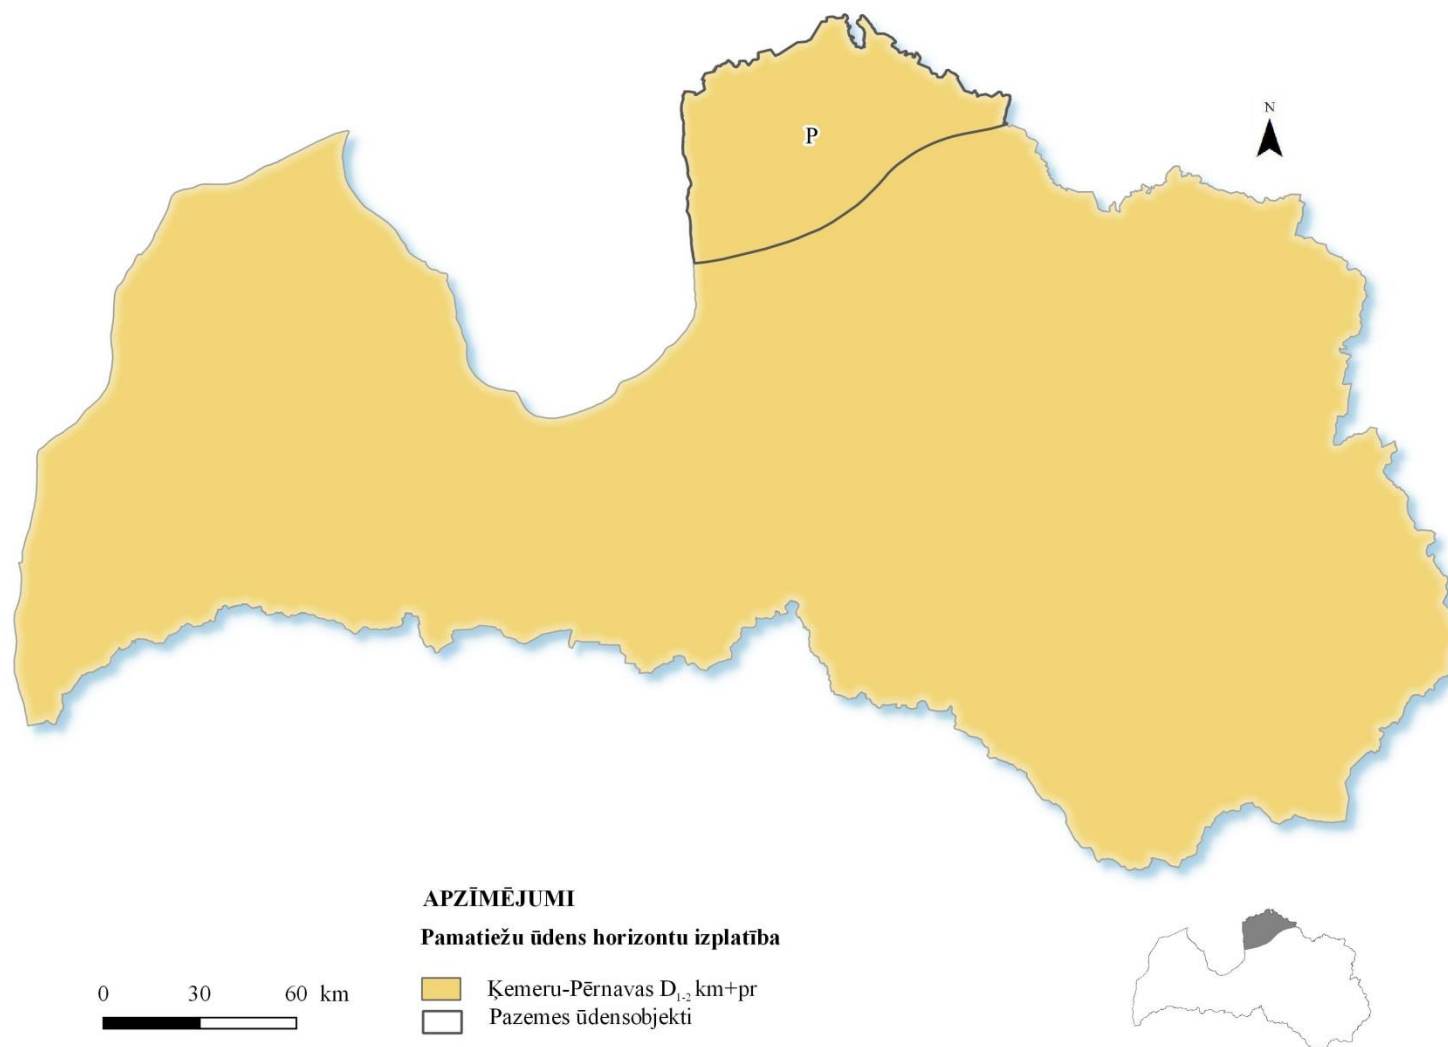 N
P
APZĪMĒJUMI
Pamatiežu ūdens horizontu izplatība
0 30 60 km
Ķemeru-Pērnavas D₁₋₂ km+pr
Pazemes ūdensobjekti